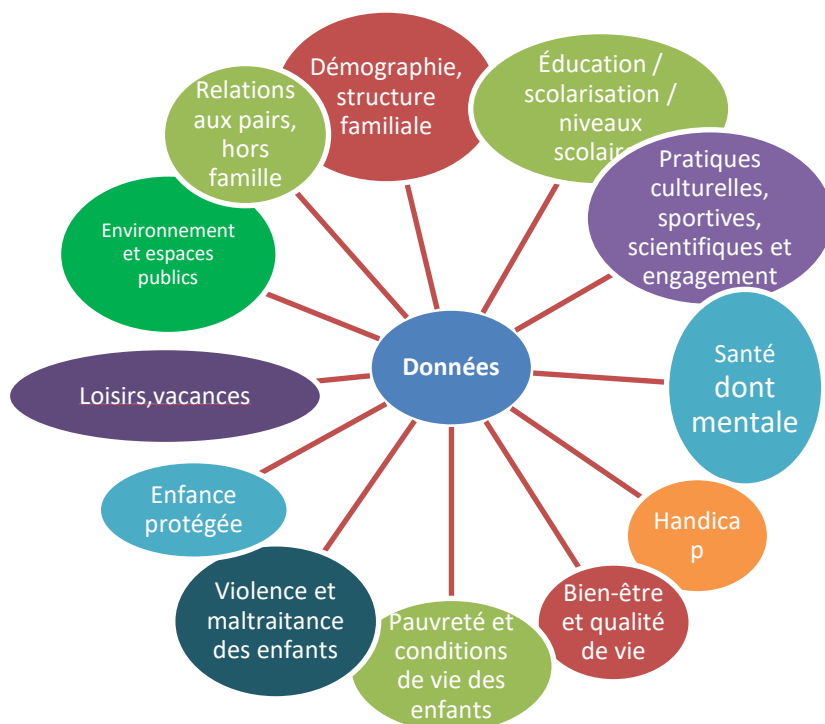 Démographie,
structure
familiale
Éducation /
scolarisation /
niveaux
scolaire
Pratiques
culturelles,
sportives,
scientifiques et
engagement
Santé
dont
mentale
Handica
p
Bien-être
et qualité
de vie
Pauvreté et
conditions
de vie des
enfants
Violence et
maltraitance
des enfants
Enfance
protégée
Loisirs,vacances
Environnement
et espaces
publics
Relations
aux pairs,
hors
famille
Données